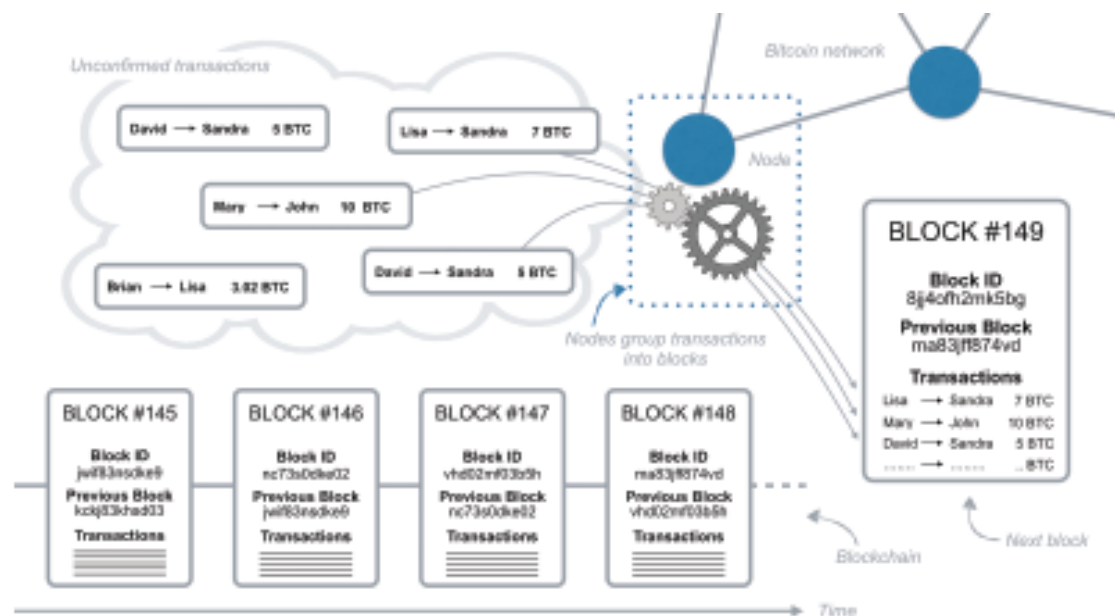 Unconfirmed transactions
Bitcoin network
David → Sandra 5 BTC
Lisa → Sandra 7 BTC
Node
Mary → John 10 BTC
David → Sandra 5 BTC
Brian → Lisa 3.02 BTC
Nodes group transactions
into blocks
BLOCK #149
Block ID
8jj4ofh2mk5bg
Previous Block
ma83jff874vd
Transactions
Lisa → Sandra 7 BTC
Mary → John 10 BTC
David → Sandra 5 BTC
..... → ..... .. BTC
BLOCK #145
Block ID
jwif83nsdke9
Previous Block
kckj83khad03
Transactions
BLOCK #146
Block ID
nc73s0dke02
Previous Block
jwif83nsdke9
Transactions
BLOCK #147
Block ID
vhd02mf03b5h
Previous Block
nc73s0dke02
Transactions
BLOCK #148
Block ID
ma83jff874vd
Previous Block
vhd02mf03b5h
Transactions
Blockchain
Next block
Time